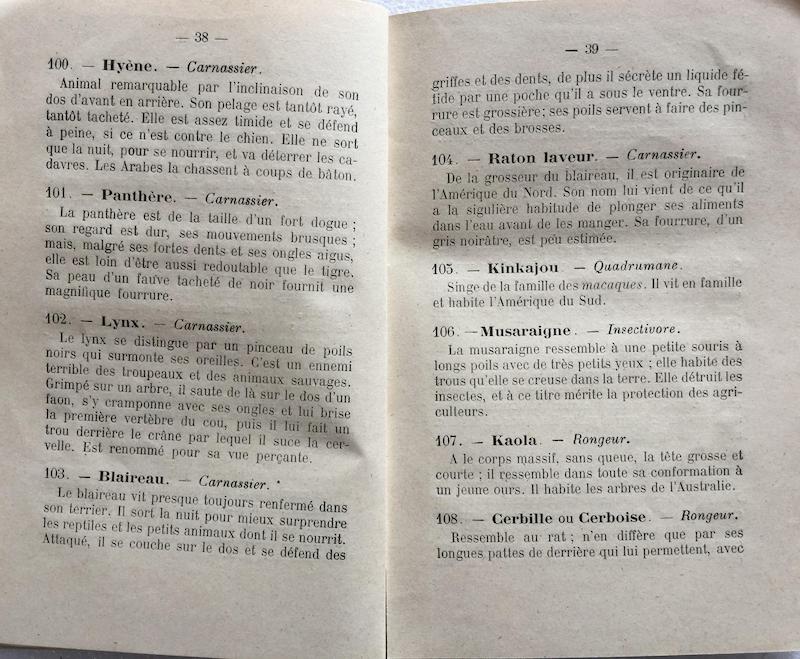 — 38 —
100. — Hyène. — Carnassier.
Animal remarquable par l'inclinaison de son
dos d'avant en arrière. Son pelage est tantôt rayé,
tantôt tacheté. Elle est assez timide et se défend
à peine, si ce n'est contre le chien. Elle ne sort
que la nuit, pour se nourrir, et va déterrer les ca-
davres. Les Arabes la chassent à coups de bâton.
101. — Panthère. — Carnassier.
La panthère est de la taille d'un fort dogue ;
son regard est dur, ses mouvements brusques ;
mais, malgré ses fortes dents et ses ongles aigus,
elle est loin d'être aussi redoutable que le tigre.
Sa peau d'un fauve tacheté de noir fournit une
magnifique fourrure.
102. — Lynx. — Carnassier.
Le lynx se distingue par un pinceau de poils
noirs qui surmonte ses oreilles. C'est un ennemi
terrible des troupeaux et des animaux sauvages.
Grimpé sur un arbre, il saute de là sur le dos d'un
faon, s'y cramponne avec ses ongles et lui brise
la première vertèbre du cou, puis il lui fait un
trou derrière le crâne par lequel il suce la cer-
velle. Est renommé pour sa vue perçante.
103. — Blaireau. — Carnassier.
Le blaireau vit presque toujours renfermé dans
son terrier. Il sort la nuit pour mieux surprendre
les reptiles et les petits animaux dont il se nourrit.
Attaqué, il se couche sur le dos et se défend des
— 39 —
griffes et des dents, de plus il sécrète un liquide fé-
tide par une poche qu'il a sous le ventre. Sa four-
rure est grossière; ses poils servent à faire des pin-
ceaux et des brosses.
104. — Raton laveur. — Carnassier.
De la grosseur du blaireau, il est originaire de
l'Amérique du Nord. Son nom lui vient de ce qu'il
a la sigulière habitude de plonger ses aliments
dans l'eau avant de les manger. Sa fourrure, d'un
gris noirâtre, est peu estimée.
105. — Kinkajou — Quadrumane.
Singe de la famille des macaques. Il vit en famille
et habite l'Amérique du Sud.
106. — Musaraigne. — Insectivore.
La musaraigne ressemble à une petite souris à
longs poils avec de très petits yeux ; elle habite des
trous qu'elle se creuse dans la terre. Elle détruit les
insectes, et à ce titre mérite la protection des agri-
culteurs.
107. — Kaola. — Rongeur.
A le corps massif, sans queue, la tête grosse et
courte ; il ressemble dans toute sa conformation à
un jeune ours. Il habite les arbres de l'Australie.
108. — Cerbille ou Cerboise. — Rongeur.
Ressemble au rat ; n'en diffère que par ses
longues pattes de derrière qui lui permettent, avec